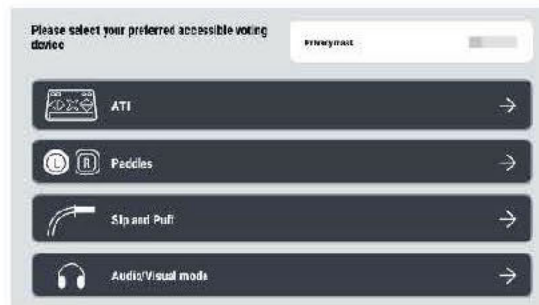 Please select your preferred accessible voting
device
Privacy mask
ATI
L R Paddles
Sip and Puff
Audio/Visual mode